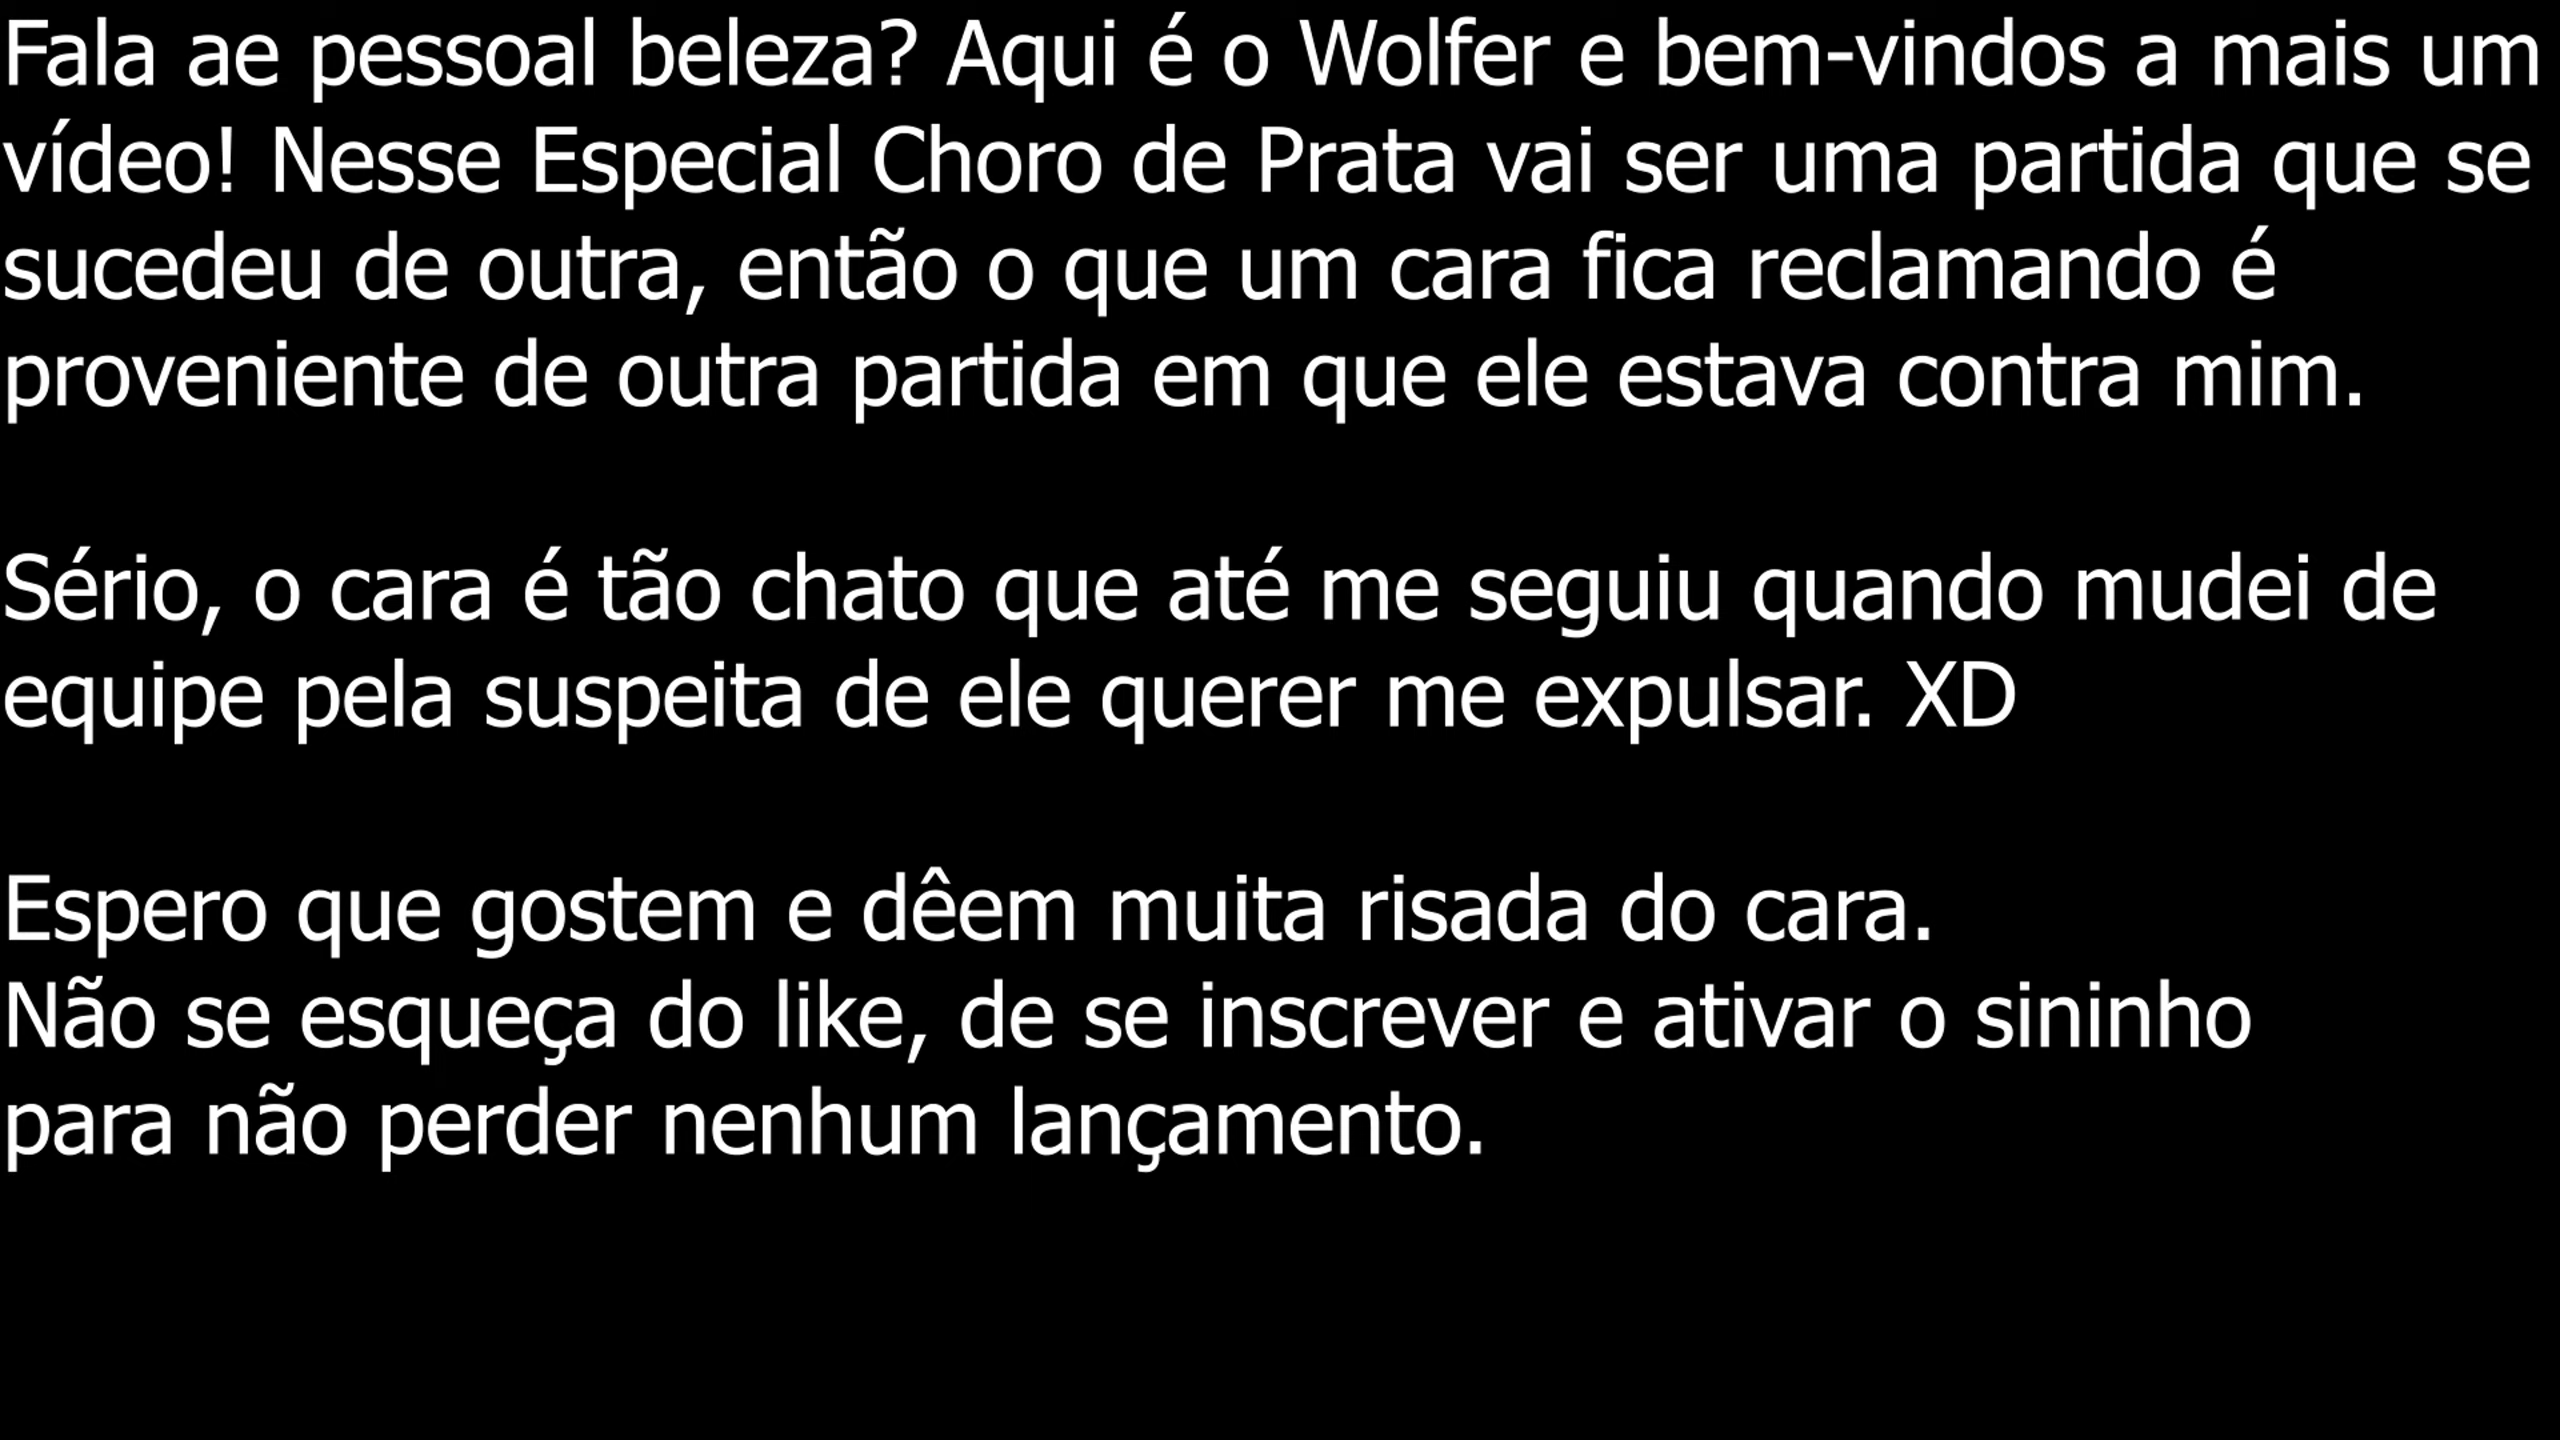 Fala ae pessoal beleza? Aqui é o Wolfer e bem-vindos a mais um
vídeo! Nesse Especial Choro de Prata vai ser uma partida que se
sucedeu de outra, então o que um cara fica reclamando é
proveniente de outra partida em que ele estava contra mim.
Sério, o cara é tão chato que até me seguiu quando mudei de
equipe pela suspeita de ele querer me expulsar. XD
Espero que gostem e dêem muita risada do cara.
Não se esqueça do like, de se inscrever e ativar o sininho
para não perder nenhum lançamento.